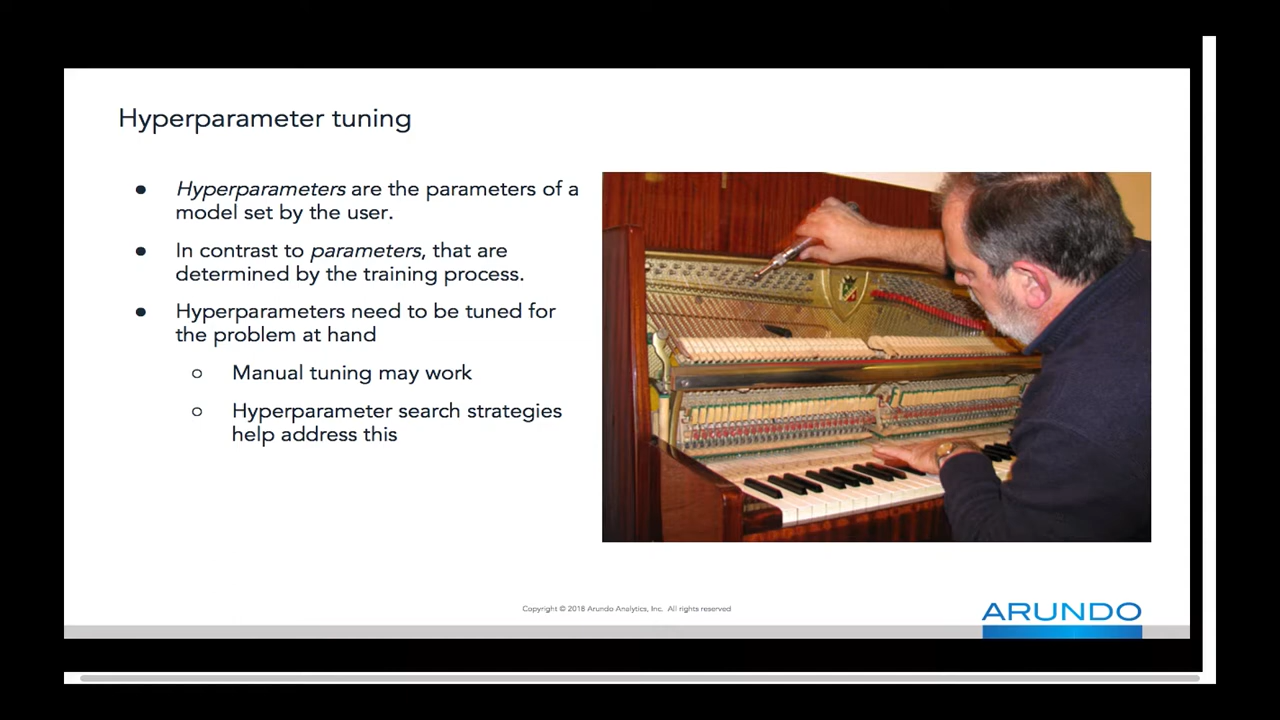 Hyperparameter tuning
● Hyperparameters are the parameters of a
model set by the user.
● In contrast to parameters, that are
determined by the training process.
● Hyperparameters need to be tuned for
the problem at hand
○ Manual tuning may work
○ Hyperparameter search strategies
help address this
Copyright © 2018 Arundo Analytics, Inc. All rights reserved
ARUNDO